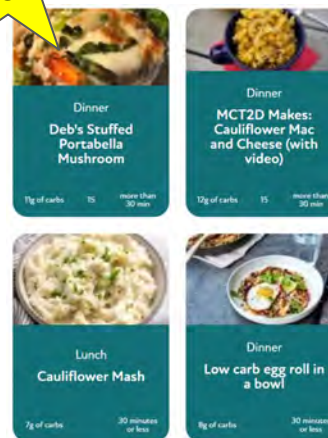 Dinner
Deb's Stuffed
Portabella
Mushroom
11g of carbs 15 more than
30 min
Dinner
MCT2D Makes:
Cauliflower Mac
and Cheese (with
video)
12g of carbs 15 more than
30 min
Lunch
Cauliflower Mash
7g of carbs 30 minutes
or less
Dinner
Low carb egg roll in
a bowl
8g of carbs 30 minutes
or less